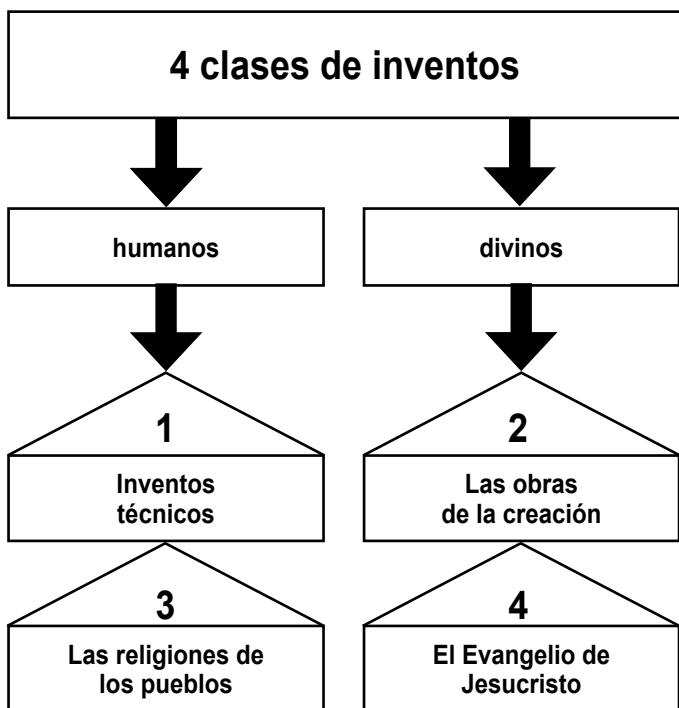 4 clases de inventos
humanos
divinos
1
Inventos
técnicos
2
Las obras
de la creación
3
Las religiones de
los pueblos
4
El Evangelio de
Jesucristo